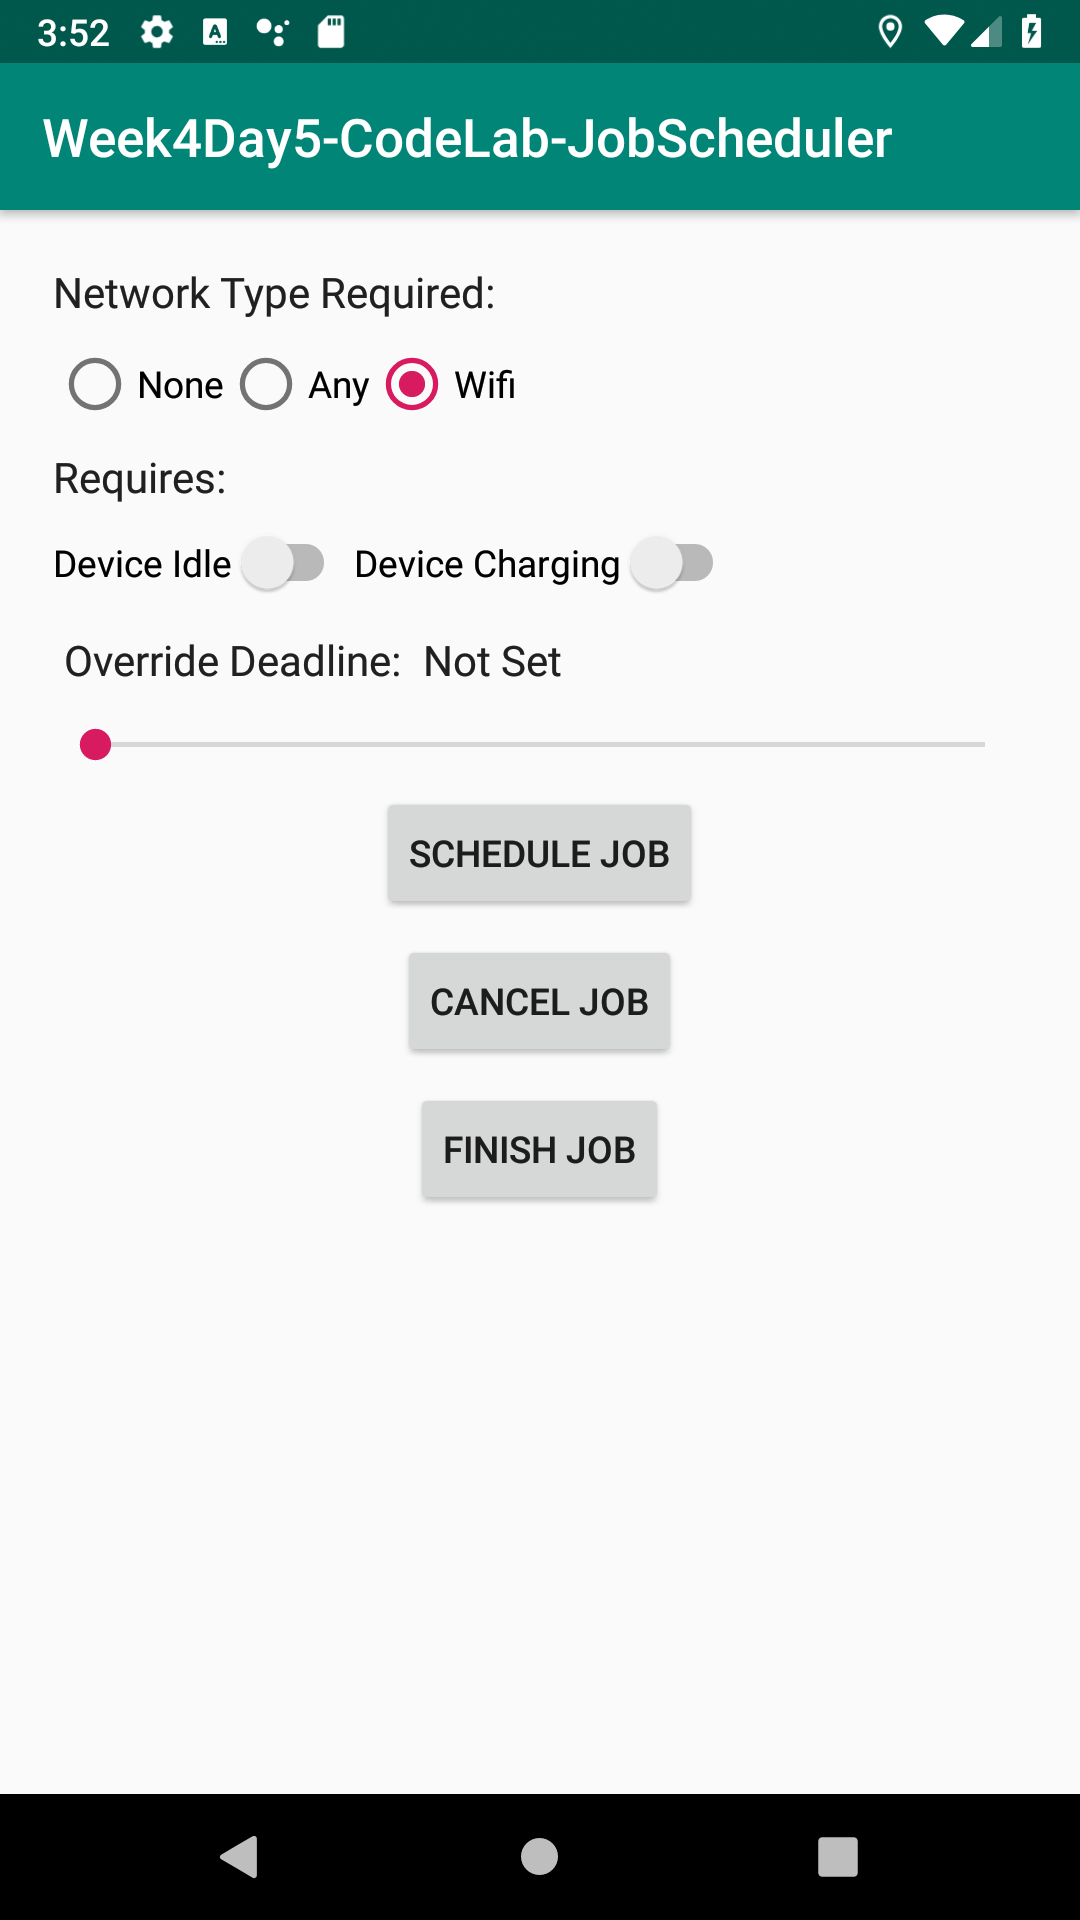 3:52
Week4Day5-CodeLab-JobScheduler
Network Type Required:
None Any Wifi
Requires:
Device Idle Device Charging
Override Deadline: Not Set
SCHEDULE JOB
CANCEL JOB
FINISH JOB